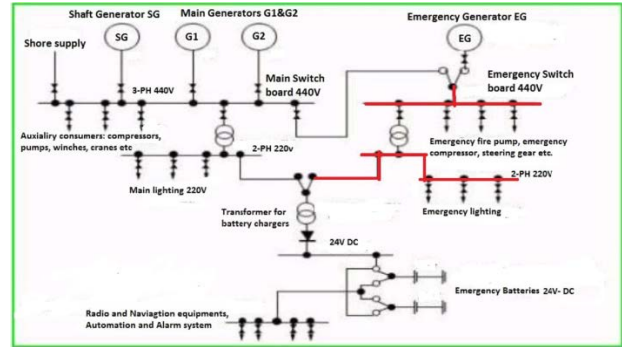 Shaft Generator SG
Main Generators G1&G2
Emergency Generator EG
Shore supply
SG
G1
G2
EG
3-PH 440V
Main Switch
board 440V
Emergency Switch
board 440V
Auxialiry consumers: compressors,
pumps, winches, cranes etc
2-PH 220v
Emergency fire pump, emergency
compressor, steering gear etc.
2-PH 220V
Main lighting 220V
Emergency lighting
Transformer for
battery chargers
24V DC
Emergency Batteries 24V- DC
Radio and Naviagtion equipments,
Automation and Alarm system